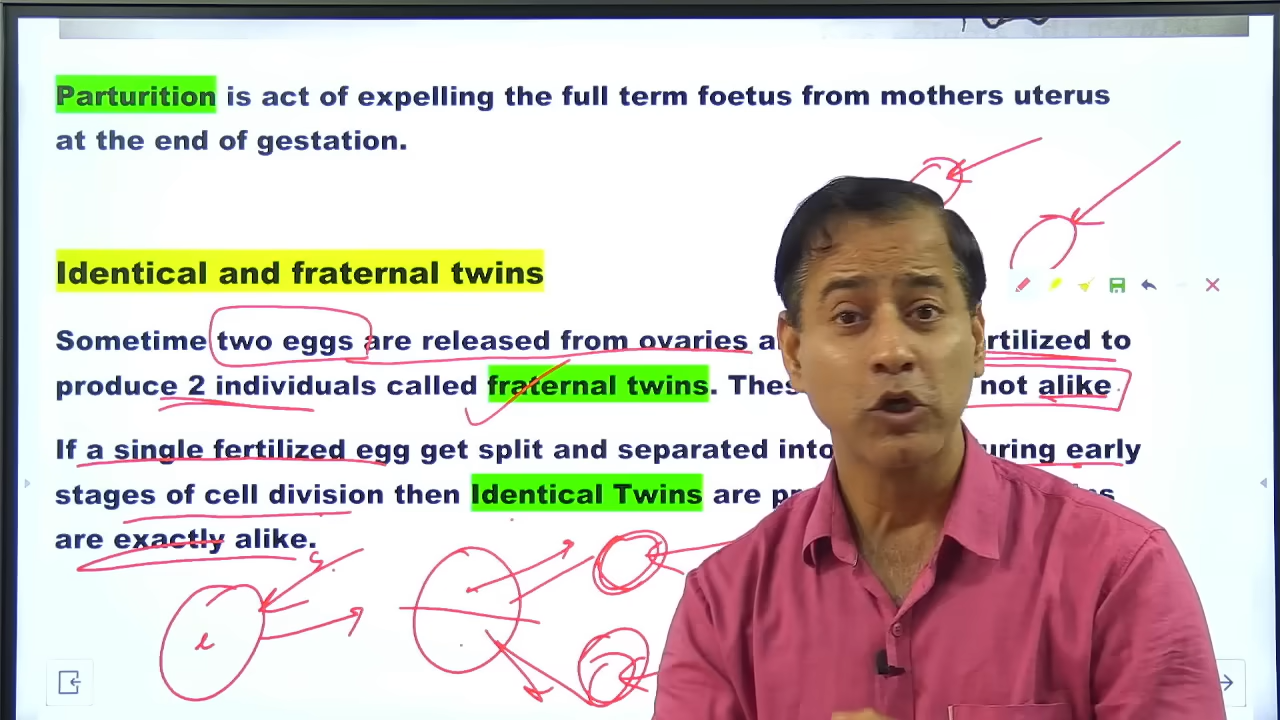 Parturition is act of expelling the full term foetus from mothers uterus
at the end of gestation.
Identical and fraternal twins
Sometime two eggs are released from ovaries a rtilized to
produce 2 individuals called fraternal twins. Thes not alike
If a single fertilized egg get split and separated into uring early
stages of cell division then Identical Twins are pr es
are exactly alike.